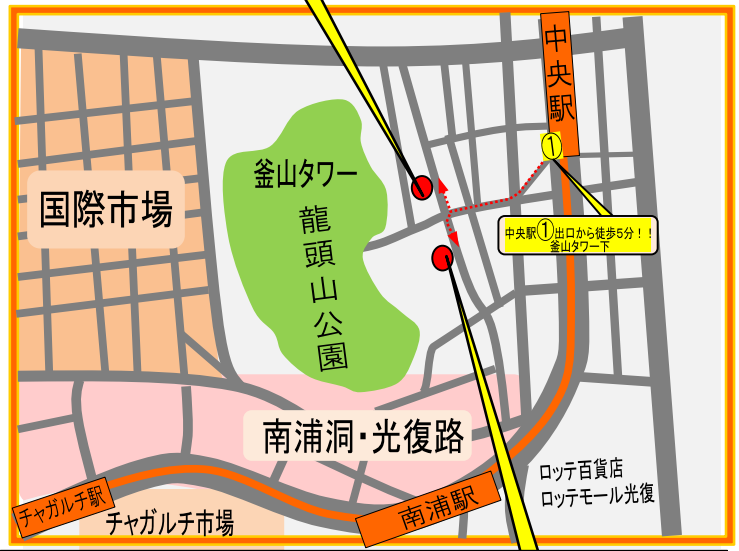 中央駅
①
釜山タワー
龍頭山公園
国際市場
中央駅①出口から徒歩5分！！
釜山タワー下
南浦洞・光復路
ロッテ百貨店
ロッテモール光復
チャガルチ駅
南浦駅
チャガルチ市場